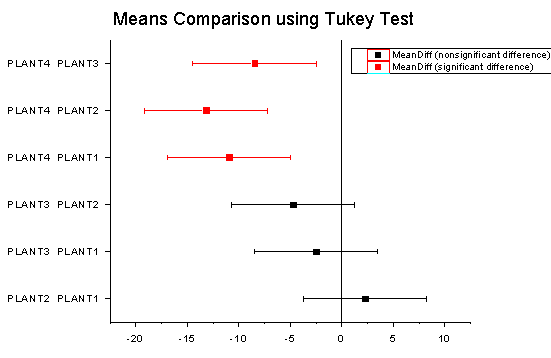 Means Comparison using Tukey Test
MeanDiff (nonsignificant difference)
MeanDiff (significant difference)
PLANT4 PLANT3
PLANT4 PLANT2
PLANT4 PLANT1
PLANT3 PLANT2
PLANT3 PLANT1
PLANT2 PLANT1
-20 -15 -10 -5 0 5 10